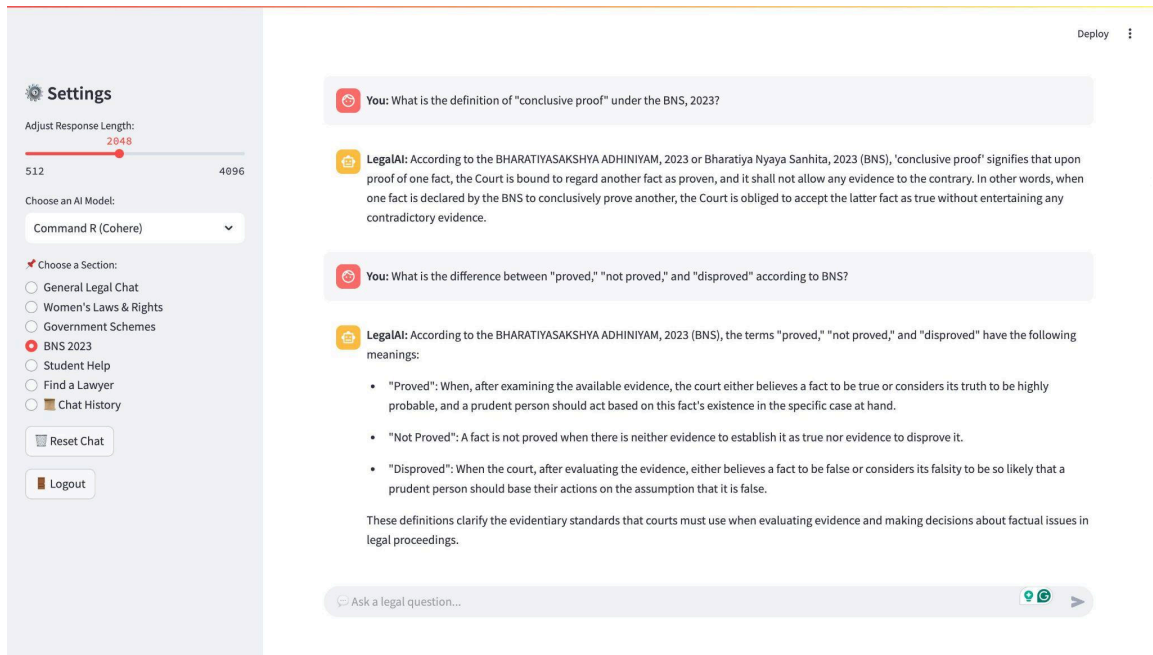 Deploy
Settings
Adjust Response Length:
2048
512 4096
Choose an AI Model:
Command R (Cohere)
Choose a Section:
General Legal Chat
Women's Laws & Rights
Government Schemes
BNS 2023
Student Help
Find a Lawyer
Chat History
Reset Chat
Logout
You: What is the definition of "conclusive proof" under the BNS, 2023?
LegalAI: According to the BHARATIYASAKSHYA ADHINIYAM, 2023 or Bharatiya Nyaya Sanhita, 2023 (BNS), 'conclusive proof' signifies that upon
proof of one fact, the Court is bound to regard another fact as proven, and it shall not allow any evidence to the contrary. In other words, when
one fact is declared by the BNS to conclusively prove another, the Court is obliged to accept the latter fact as true without entertaining any
contradictory evidence.
You: What is the difference between "proved," "not proved," and "disproved" according to BNS?
LegalAI: According to the BHARATIYASAKSHYA ADHINIYAM, 2023 (BNS), the terms "proved," "not proved," and "disproved" have the following
meanings:
• "Proved": When, after examining the available evidence, the court either believes a fact to be true or considers its truth to be highly
probable, and a prudent person should act based on this fact's existence in the specific case at hand.
• "Not Proved": A fact is not proved when there is neither evidence to establish it as true nor evidence to disprove it.
• "Disproved": When the court, after evaluating the evidence, either believes a fact to be false or considers its falsity to be so likely that a
prudent person should base their actions on the assumption that it is false.
These definitions clarify the evidentiary standards that courts must use when evaluating evidence and making decisions about factual issues in
legal proceedings.
Ask a legal question...